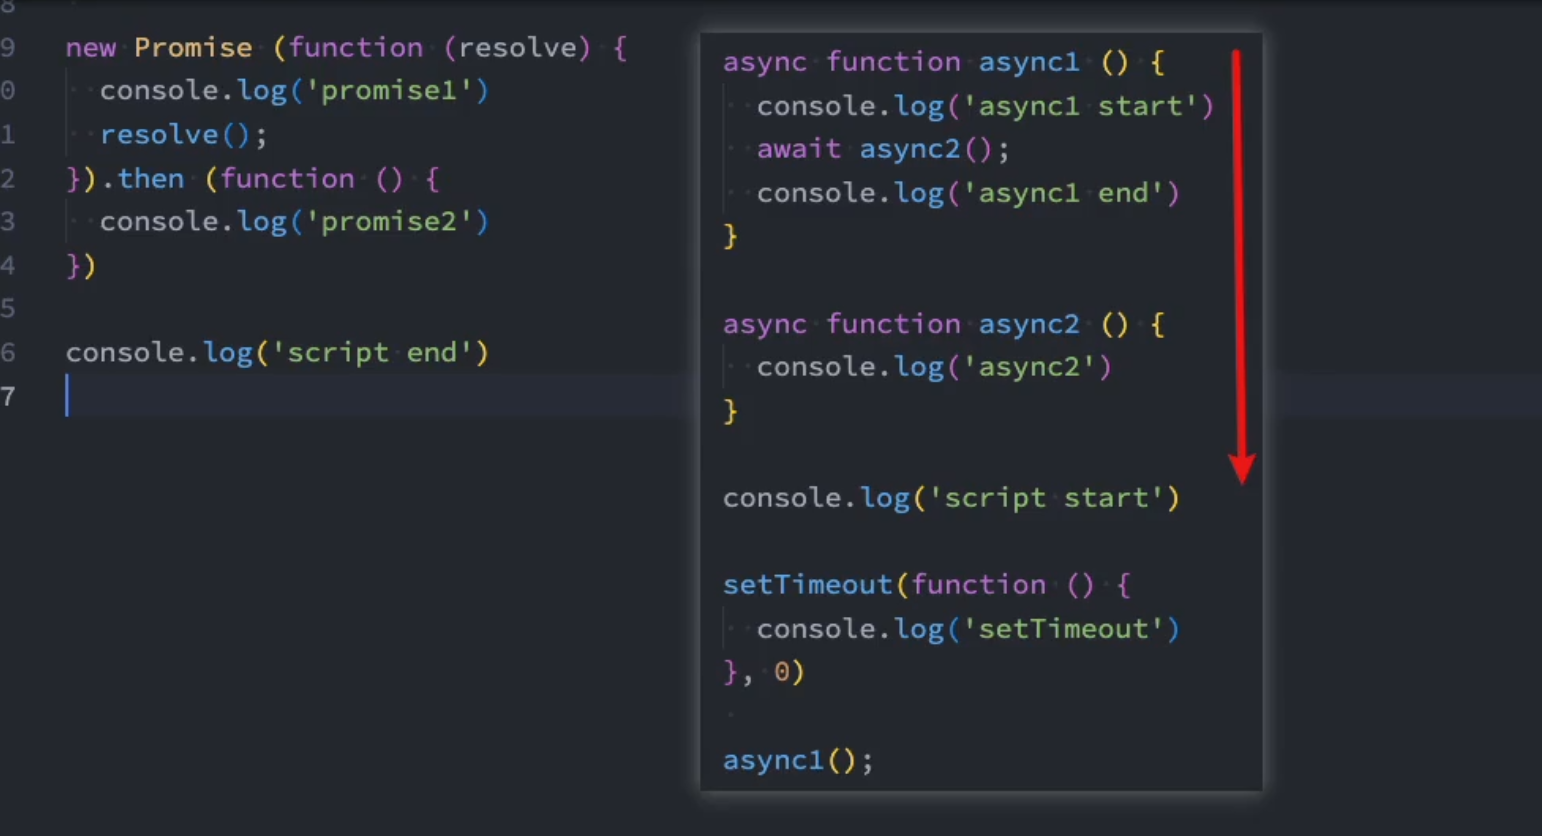 8
9 new Promise (function (resolve) {
0 console.log('promise1')
1 resolve();
2 }).then (function () {
3 console.log('promise2')
4 })
5
6 console.log('script end')
7
async function async1 () {
console.log('async1 start')
await async2();
console.log('async1 end')
}
async function async2 () {
console.log('async2')
}
console.log('script start')
setTimeout(function () {
console.log('setTimeout')
}, 0)
async1();